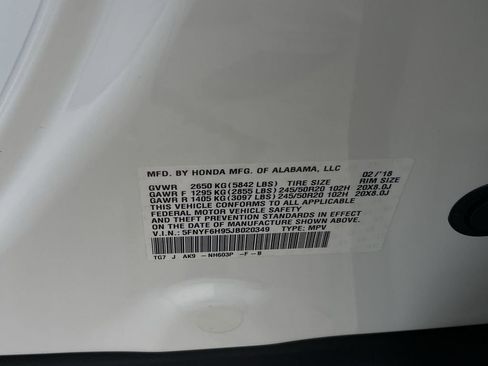 MFD. BY HONDA MFG. OF ALABAMA, LLC 02/'18
GVWR 2650 KG (5842 LBS) TIRE SIZE RIM SIZE
GAWR F 1295 KG (2855 LBS) 245/50R20 102H 20X8.0J
GAWR R 1405 KG (3097 LBS) 245/50R20 102H 20X8.0J
THIS VEHICLE CONFORMS TO ALL APPLICABLE
FEDERAL MOTOR VEHICLE SAFETY
AND THEFT PREVENTION STANDARDS IN EFFECT
ON THE DATE OF MANUFACTURE SHOWN ABOVE.
V.I.N.: 5FNYF6H95JB020349 TYPE: MPV
TG7 J AK9 -NH603P -F-B